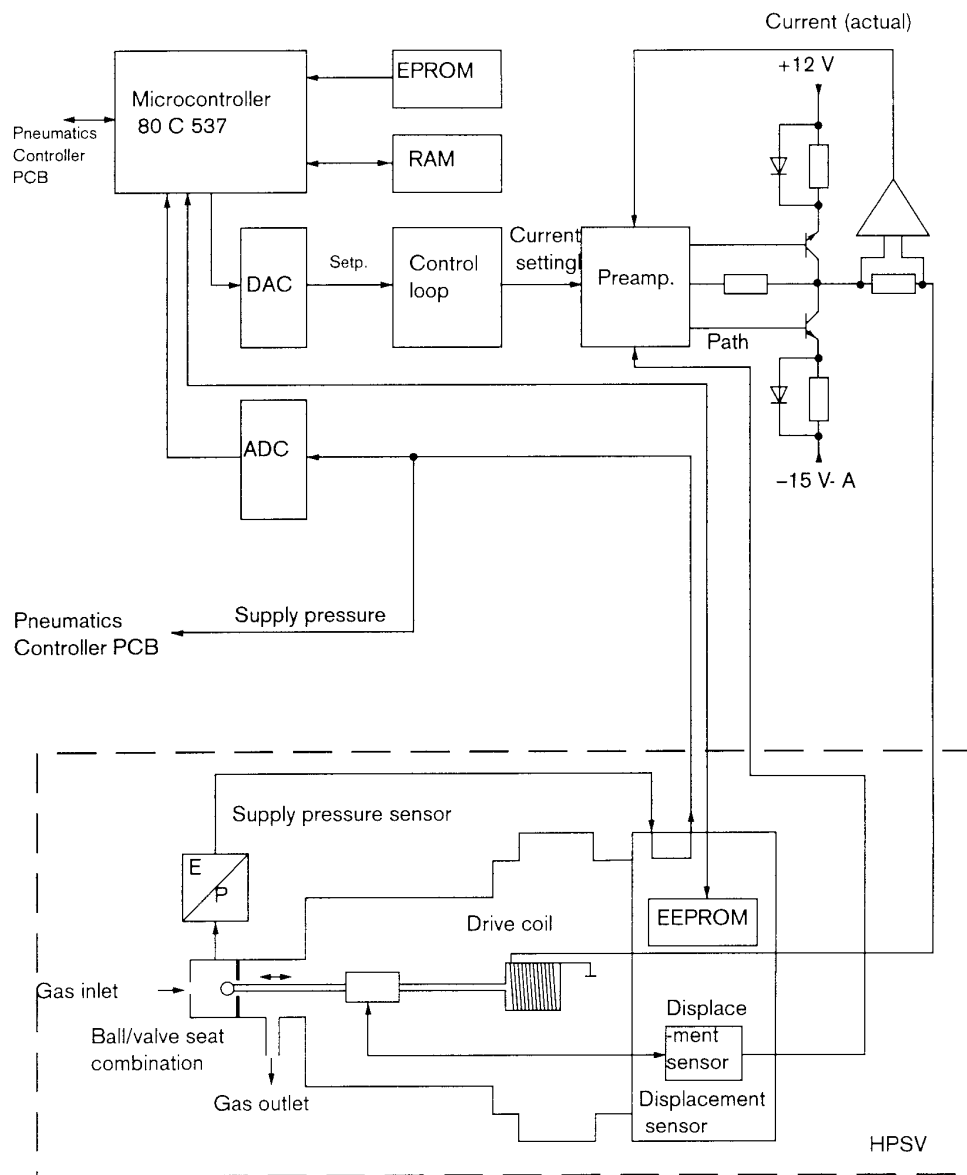 Current (actual)
+12 V
EPROM
Microcontroller
80 C 537
Pneumatics
Controller
PCB
RAM
DAC
Setp.
Control
loop
Current
settingl
Preamp.
Path
ADC
–15 V- A
Supply pressure
Pneumatics
Controller PCB
Supply pressure sensor
E
P
EEPROM
Drive coil
Gas inlet
Ball/valve seat
combination
Gas outlet
Displace
-ment
sensor
Displacement
sensor
HPSV